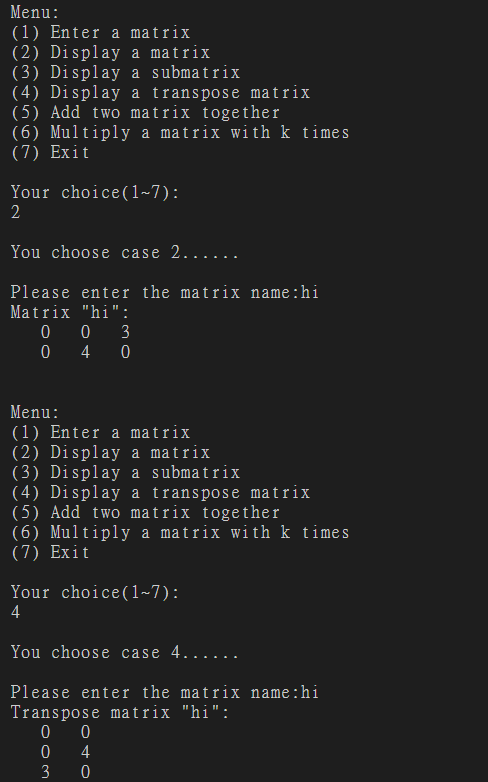 Menu:
(1) Enter a matrix
(2) Display a matrix
(3) Display a submatrix
(4) Display a transpose matrix
(5) Add two matrix together
(6) Multiply a matrix with k times
(7) Exit
Your choice(1~7):
2
You choose case 2......
Please enter the matrix name:hi
Matrix "hi":
0 0 3
0 4 0
Menu:
(1) Enter a matrix
(2) Display a matrix
(3) Display a submatrix
(4) Display a transpose matrix
(5) Add two matrix together
(6) Multiply a matrix with k times
(7) Exit
Your choice(1~7):
4
You choose case 4......
Please enter the matrix name:hi
Transpose matrix "hi":
0 0
0 4
3 0